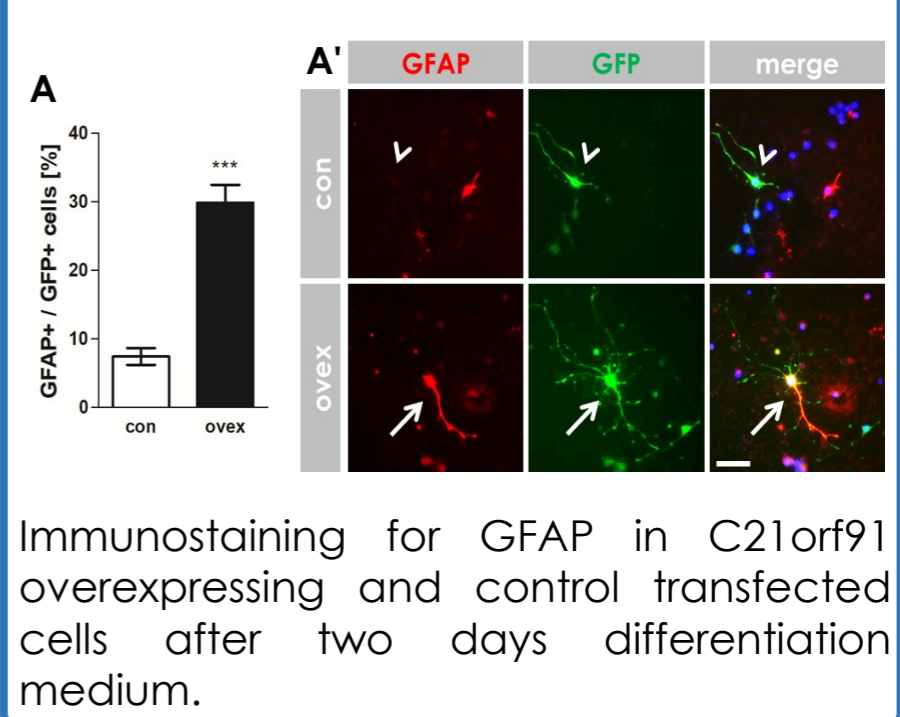 A
GFAP+ / GFP+ cells [%]
40
30
20
10
0
***
con ovex
A'
GFAP GFP merge
con
ovex
Immunostaining for GFAP in C21orf91
overexpressing and control transfected
cells after two days differentiation
medium.